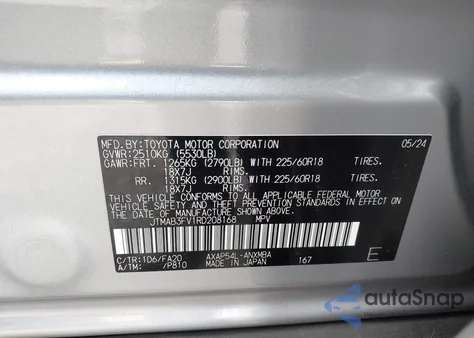 MFD.BY:TOYOTA MOTOR CORPORATION 05/24
GVWR:2510KG (5530LB)
GAWR:FRT. 1265KG (2790LB) WITH 225/60R18 TIRES.
18X7J RIMS.
RR. 1315KG (2900LB) WITH 225/60R18 TIRES.
18X7J RIMS.
THIS VEHICLE CONFORMS TO ALL APPLICABLE
FEDERAL MOTOR VEHICLE SAFETY AND
THEFT PREVENTION STANDARDS IN EFFECT ON
THE DATE OF MANUFACTURE SHOWN ABOVE.
JTMAB3FV1RD208168 MPV
C/TR:1D6/FA20 AXAP54L-ANXMBA
A/TM: /P810 MADE IN JAPAN 167 E
autoSnap